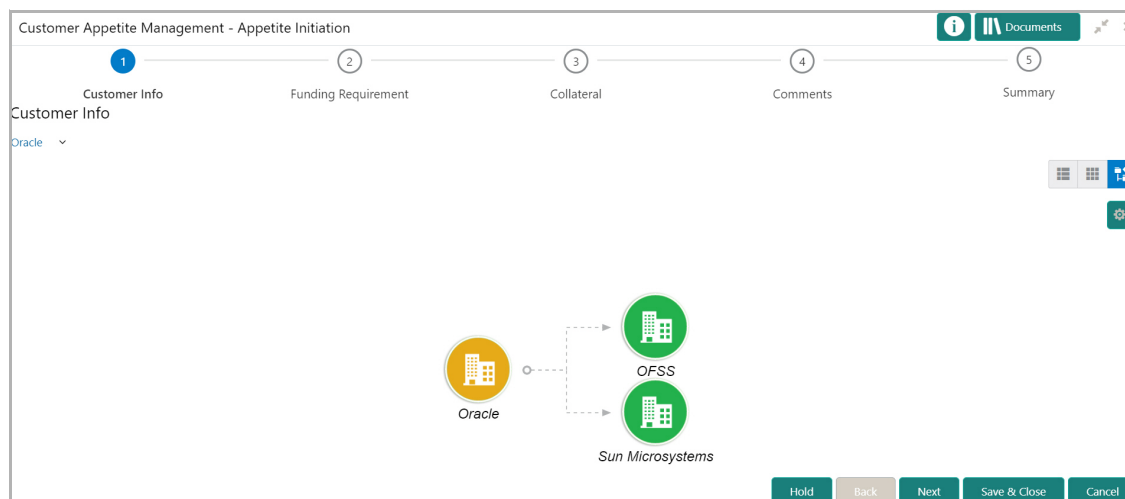 Customer Appetite Management - Appetite Initiation
i Documents
1 2 3 4 5
Customer Info Funding Requirement Collateral Comments Summary
Customer Info
Oracle
OFSS
Oracle
Sun Microsystems
Hold Back Next Save & Close Cancel